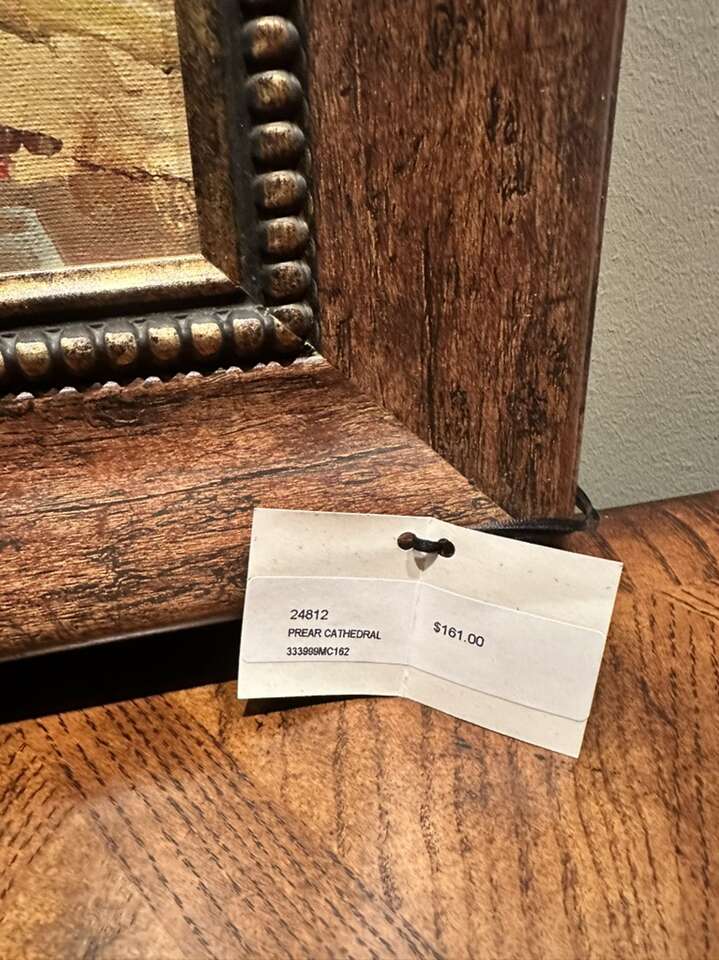 24812
PREAR CATHEDRAL
333999MC162
$161.00